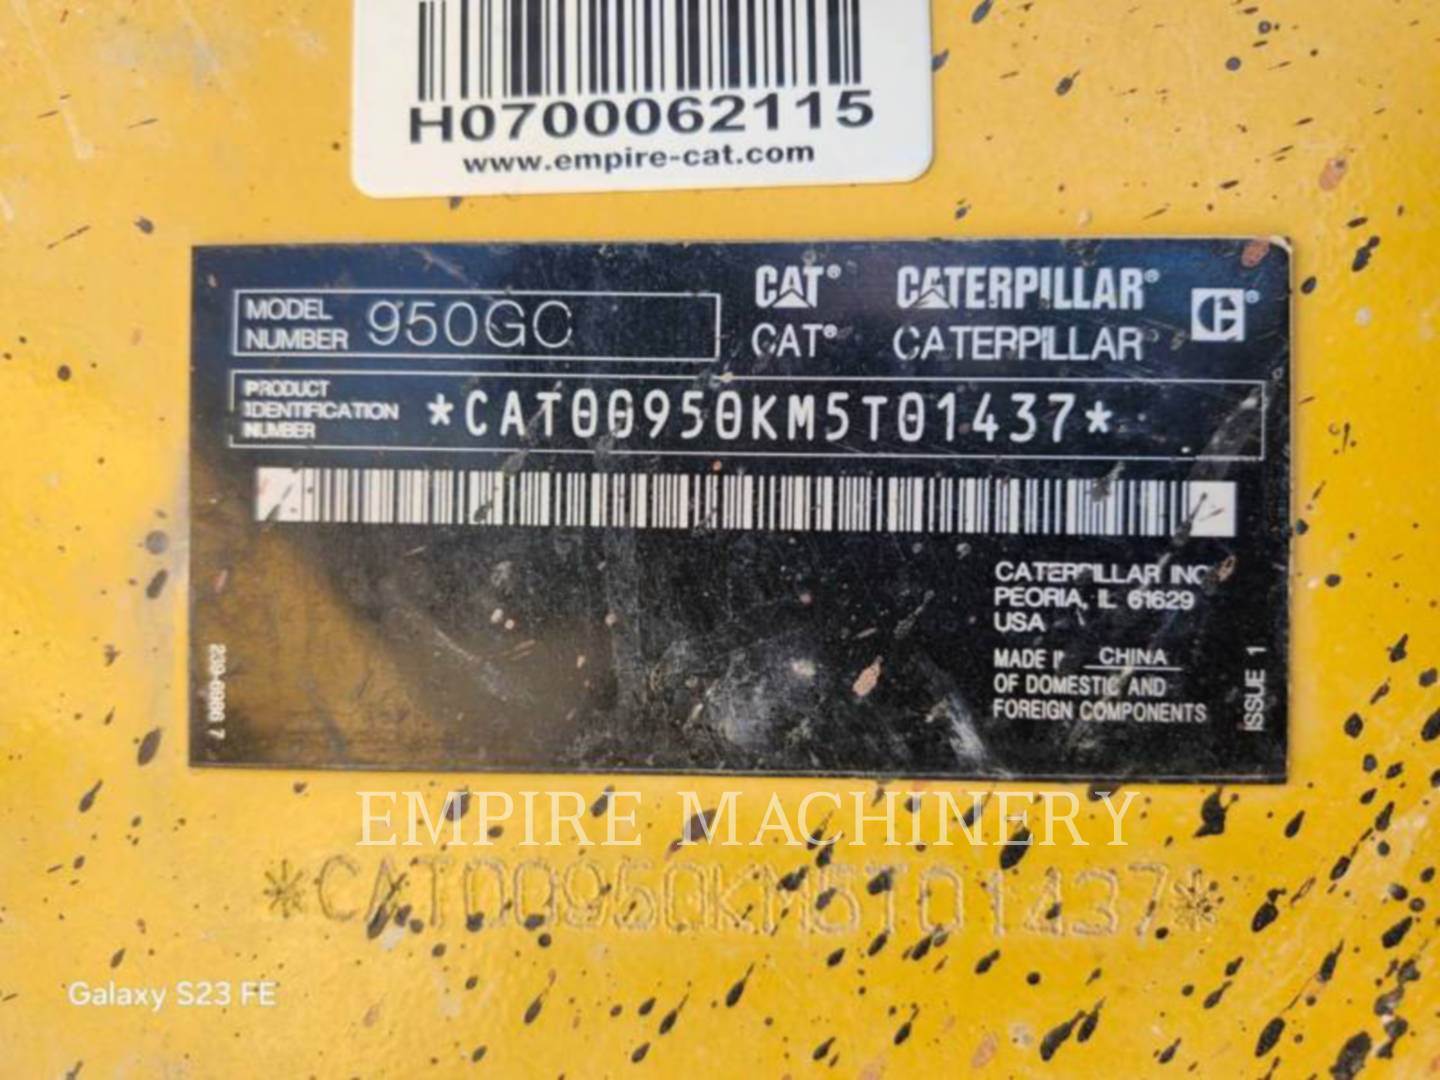 H0700062115
www.empire-cat.com
CAT® CATERPILLAR®
MODEL NUMBER 950GC
CAT® CATERPILLAR
PRODUCT IDENTIFICATION NUMBER *CAT00950KM5T01437*
CATERPILLAR INC
PEORIA, IL 61629
USA
MADE IN CHINA
OF DOMESTIC AND
FOREIGN COMPONENTS
ISSUE 1
EMPIRE MACHINERY
*CAT00950KM5T01437*
Galaxy S23 FE